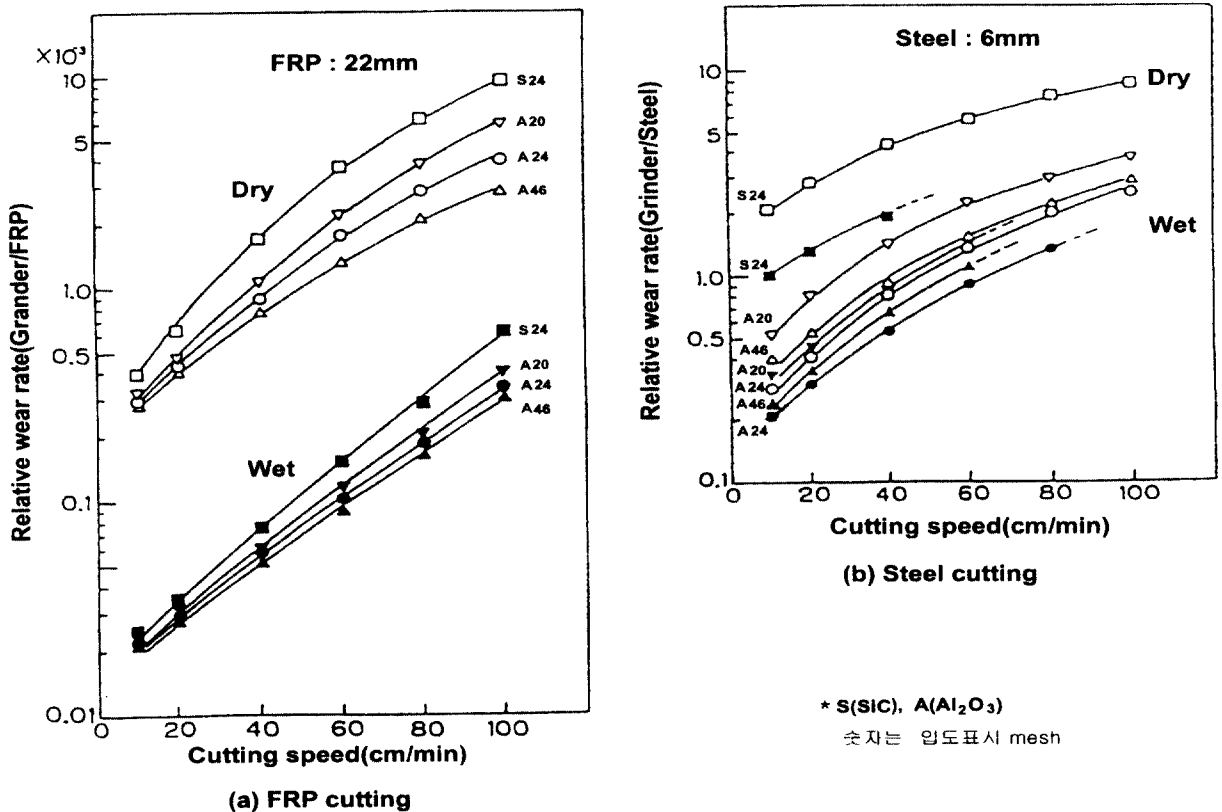 ×10⁻³
FRP : 22mm
10
5
1.0
0.5
0.1
0.01
Dry
Wet
S24
A20
A24
A46
S24
A20
A24
A46
Relative wear rate(Grander/FRP)
0 20 40 60 80 100
Cutting speed(cm/min)
(a) FRP cutting
Steel : 6mm
10
5
1.0
0.5
0.1
Dry
Wet
S24
S24
A20
A46
A20
A24
A46
A24
Relative wear rate(Grinder/Steel)
0 20 40 60 80 100
Cutting speed(cm/min)
(b) Steel cutting
* S(SiC), A(Al₂O₃)
숫자는 입도표시 mesh